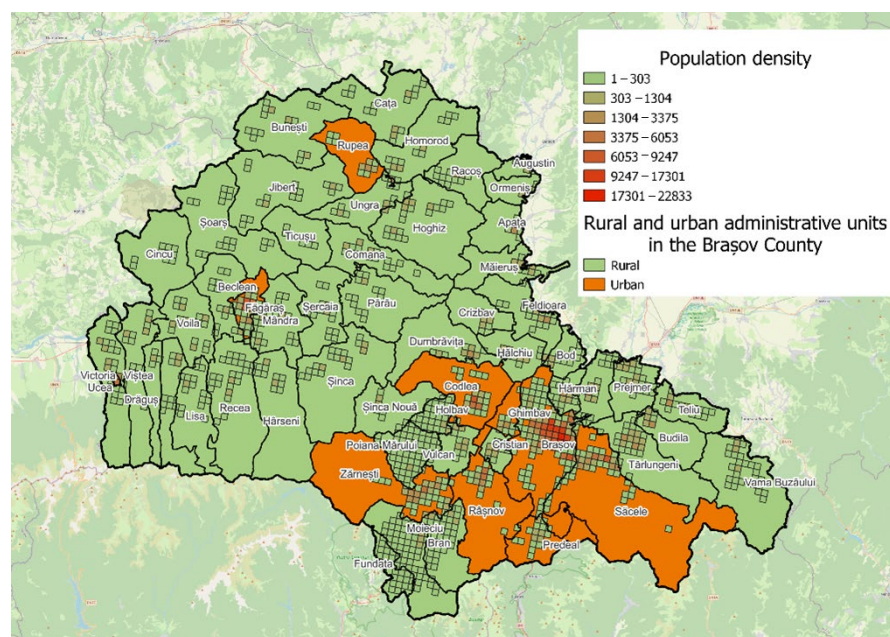 Population density
1 – 303
303 – 1304
1304 – 3375
3375 – 6053
6053 – 9247
9247 – 17301
17301 – 22833
Rural and urban administrative units
in the Brașov County
Rural
Urban
Cața
Bunești
Rupea
Homorod
Augustin
Racoș
Ormeniș
Jibert
Ungra
Apața
Șoarș
Hoghiz
Ticușu
Cincu
Comana
Măieruș
Beclean
Făgăraș
Șercaia
Părău
Feldioara
Voila
Mândra
Crizbav
Dumbrăvița
Hălchiu
Bod
Victoria
Viștea
Ucea
Șinca
Codlea
Hărman
Prejmer
Drăguș
Lisa
Recea
Șinca Nouă
Holbav
Ghimbav
Teliu
Hârseni
Poiana Mărului
Cristian
Brașov
Budila
Vulcan
Tărlungeni
Zărnești
Vama Buzăului
Râșnov
Săcele
Moieciu
Bran
Predeal
Fundata